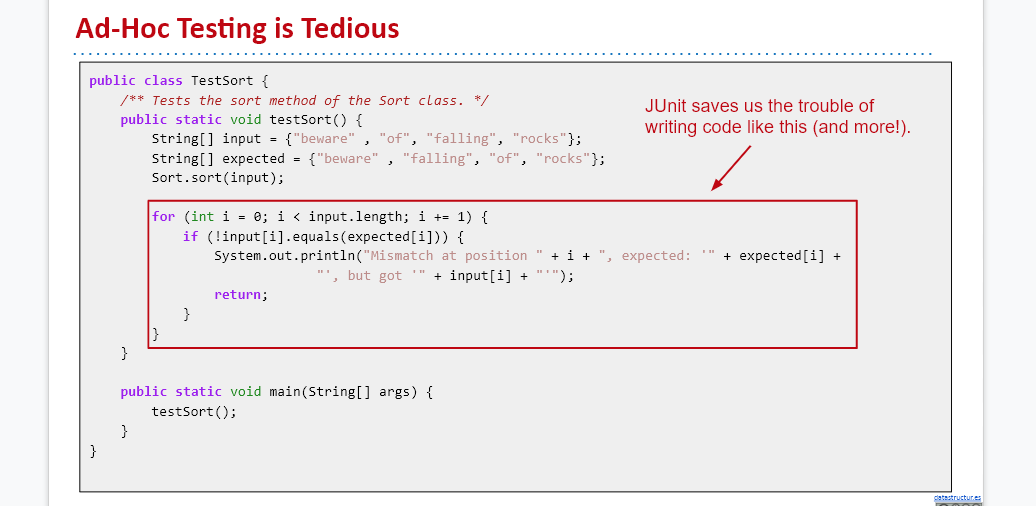 Ad-Hoc Testing is Tedious
public class TestSort {
/** Tests the sort method of the Sort class. */
public static void testSort() {
String[] input = {"beware" , "of", "falling", "rocks"};
String[] expected = {"beware" , "falling", "of", "rocks"};
Sort.sort(input);
JUnit saves us the trouble of
writing code like this (and more!).
for (int i = 0; i < input.length; i += 1) {
if (!input[i].equals(expected[i])) {
System.out.println("Mismatch at position " + i + ", expected: '" + expected[i] +
"', but got '" + input[i] + "'");
return;
}
}
}
public static void main(String[] args) {
testSort();
}
}
datastructur.es